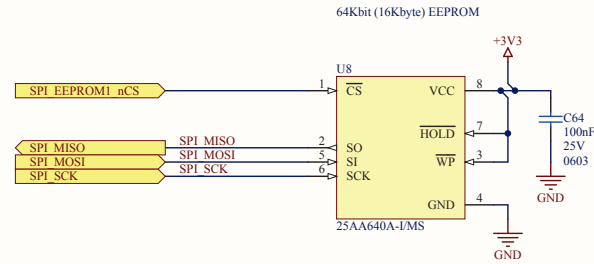 64Kbit (16Kbyte) EEPROM
+3V3
U8
SPI_EEPROM1_nCS
1
CS
VCC
8
C64
100nF
25V
0603
HOLD
7
SPI_MISO
SPI_MISO
2
SO
SPI_MOSI
SPI_MOSI
5
SI
WP
3
SPI_SCK
SPI_SCK
6
SCK
GND
4
GND
25AA640A-I/MS
GND